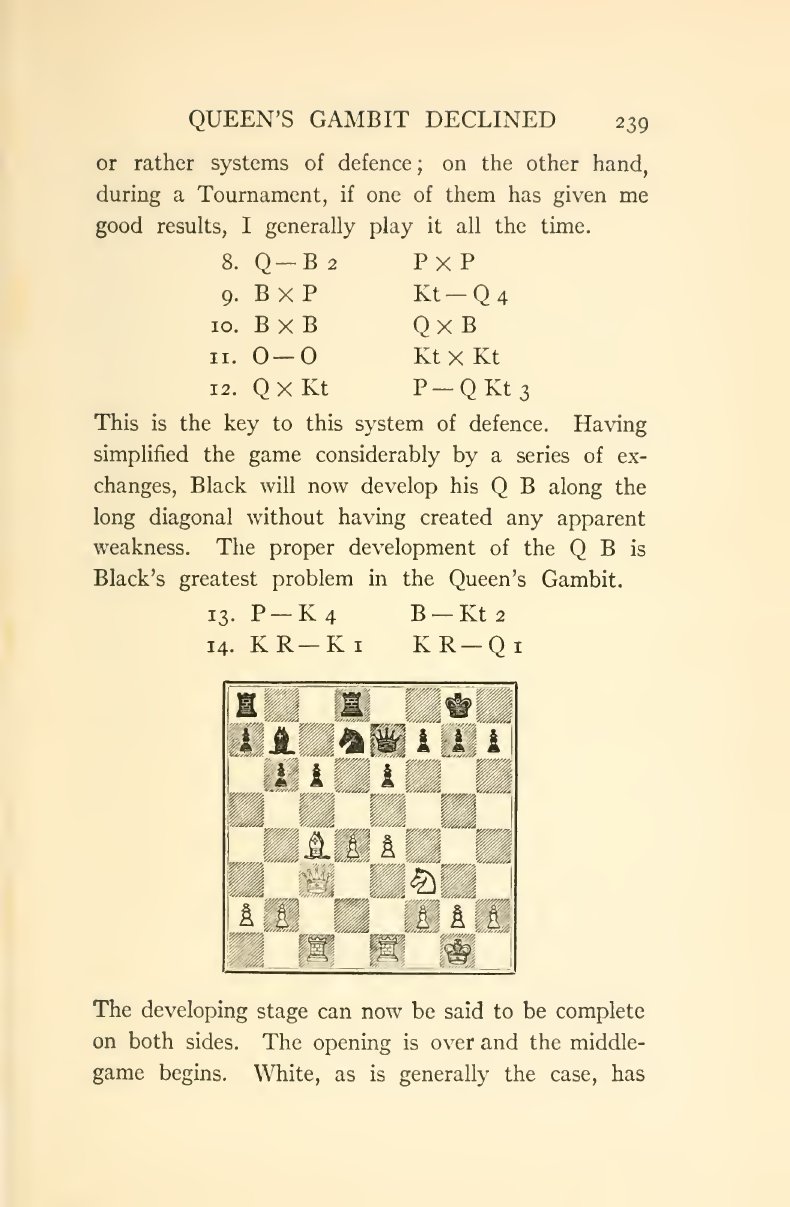 QUEEN'S GAMBIT DECLINED 239
or rather systems of defence; on the other hand,
during a Tournament, if one of them has given me
good results, I generally play it all the time.
8. Q—B 2 P × P
9. B × P Kt—Q 4
10. B × B Q × B
11. O—O Kt × Kt
12. Q × Kt P—Q Kt 3
This is the key to this system of defence. Having
simplified the game considerably by a series of ex-
changes, Black will now develop his Q B along the
long diagonal without having created any apparent
weakness. The proper development of the Q B is
Black's greatest problem in the Queen's Gambit.
13. P—K 4 B—Kt 2
14. K R—K 1 K R—Q 1
The developing stage can now be said to be complete
on both sides. The opening is over and the middle-
game begins. White, as is generally the case, has